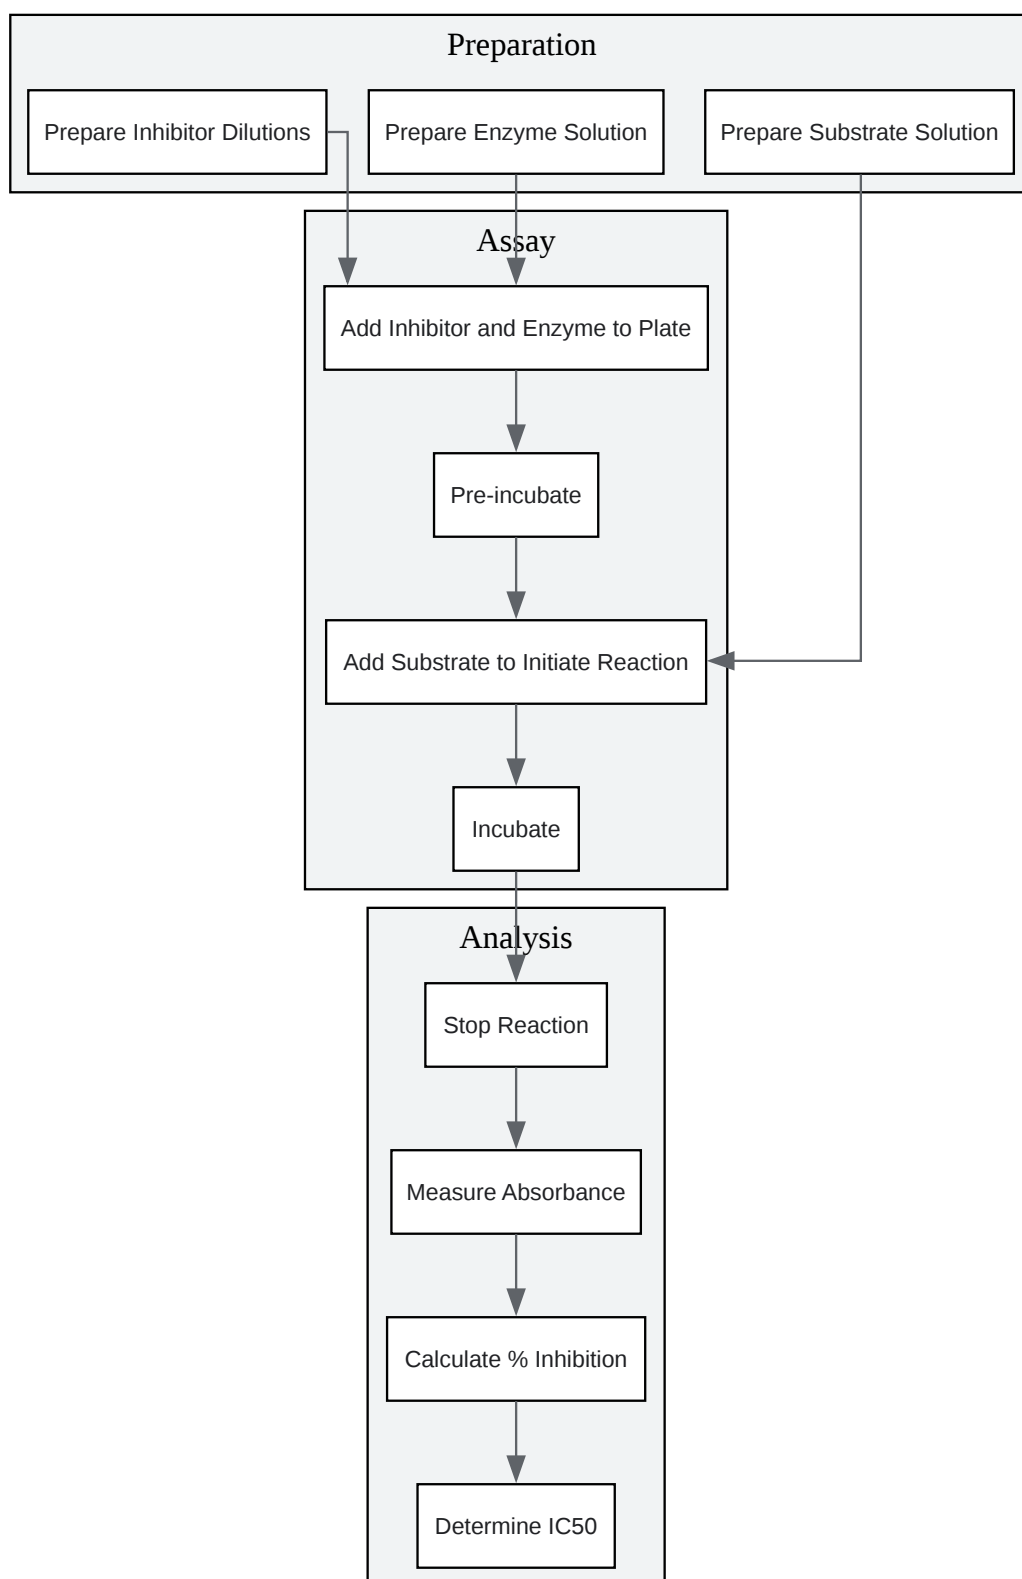 Preparation
Prepare Inhibitor Dilutions
Prepare Enzyme Solution
Prepare Substrate Solution
Assay
Add Inhibitor and Enzyme to Plate
Pre-incubate
Add Substrate to Initiate Reaction
Incubate
Analysis
Stop Reaction
Measure Absorbance
Calculate % Inhibition
Determine IC50